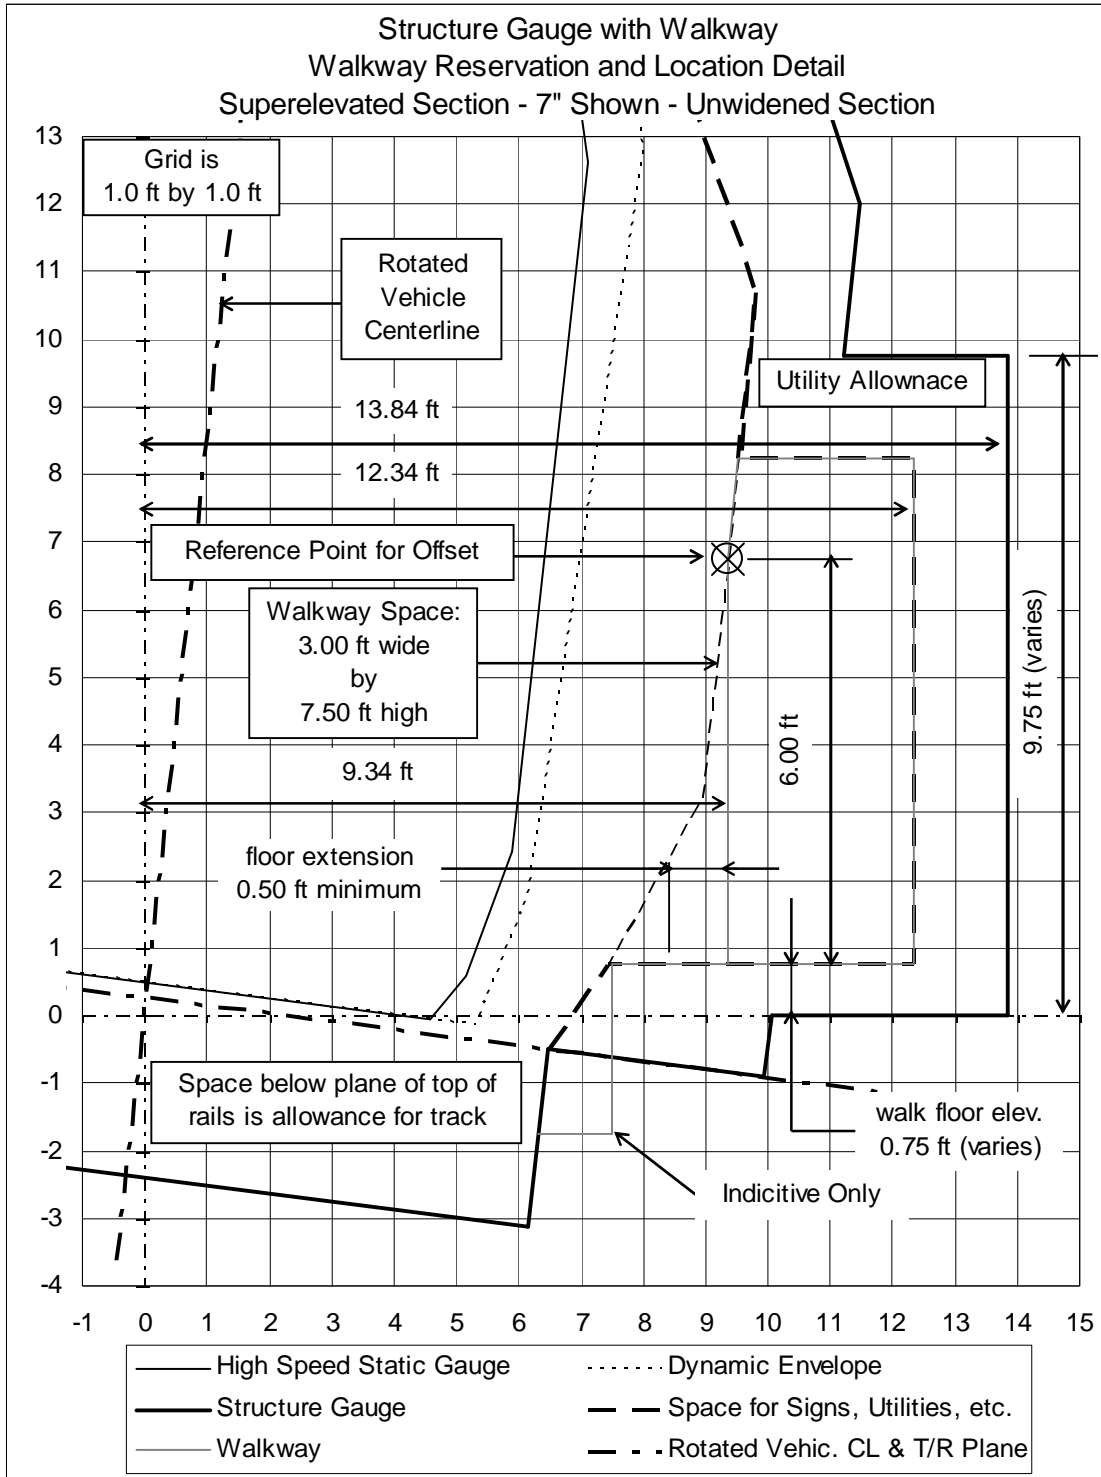 Structure Gauge with Walkway
Walkway Reservation and Location Detail
Superelevated Section - 7" Shown - Unwidened Section
13
12
11
10
9
8
7
6
5
4
3
2
1
0
-1
-2
-3
-4
Grid is
1.0 ft by 1.0 ft
Rotated
Vehicle
Centerline
Utility Allownace
13.84 ft
12.34 ft
Reference Point for Offset
Walkway Space:
3.00 ft wide
by
7.50 ft high
9.75 ft (varies)
6.00 ft
9.34 ft
floor extension
0.50 ft minimum
Space below plane of top of
rails is allowance for track
walk floor elev.
0.75 ft (varies)
Indicitive Only
-1 0 1 2 3 4 5 6 7 8 9 10 11 12 13 14 15
High Speed Static Gauge
Dynamic Envelope
Structure Gauge
Space for Signs, Utilities, etc.
Walkway
Rotated Vehic. CL & T/R Plane